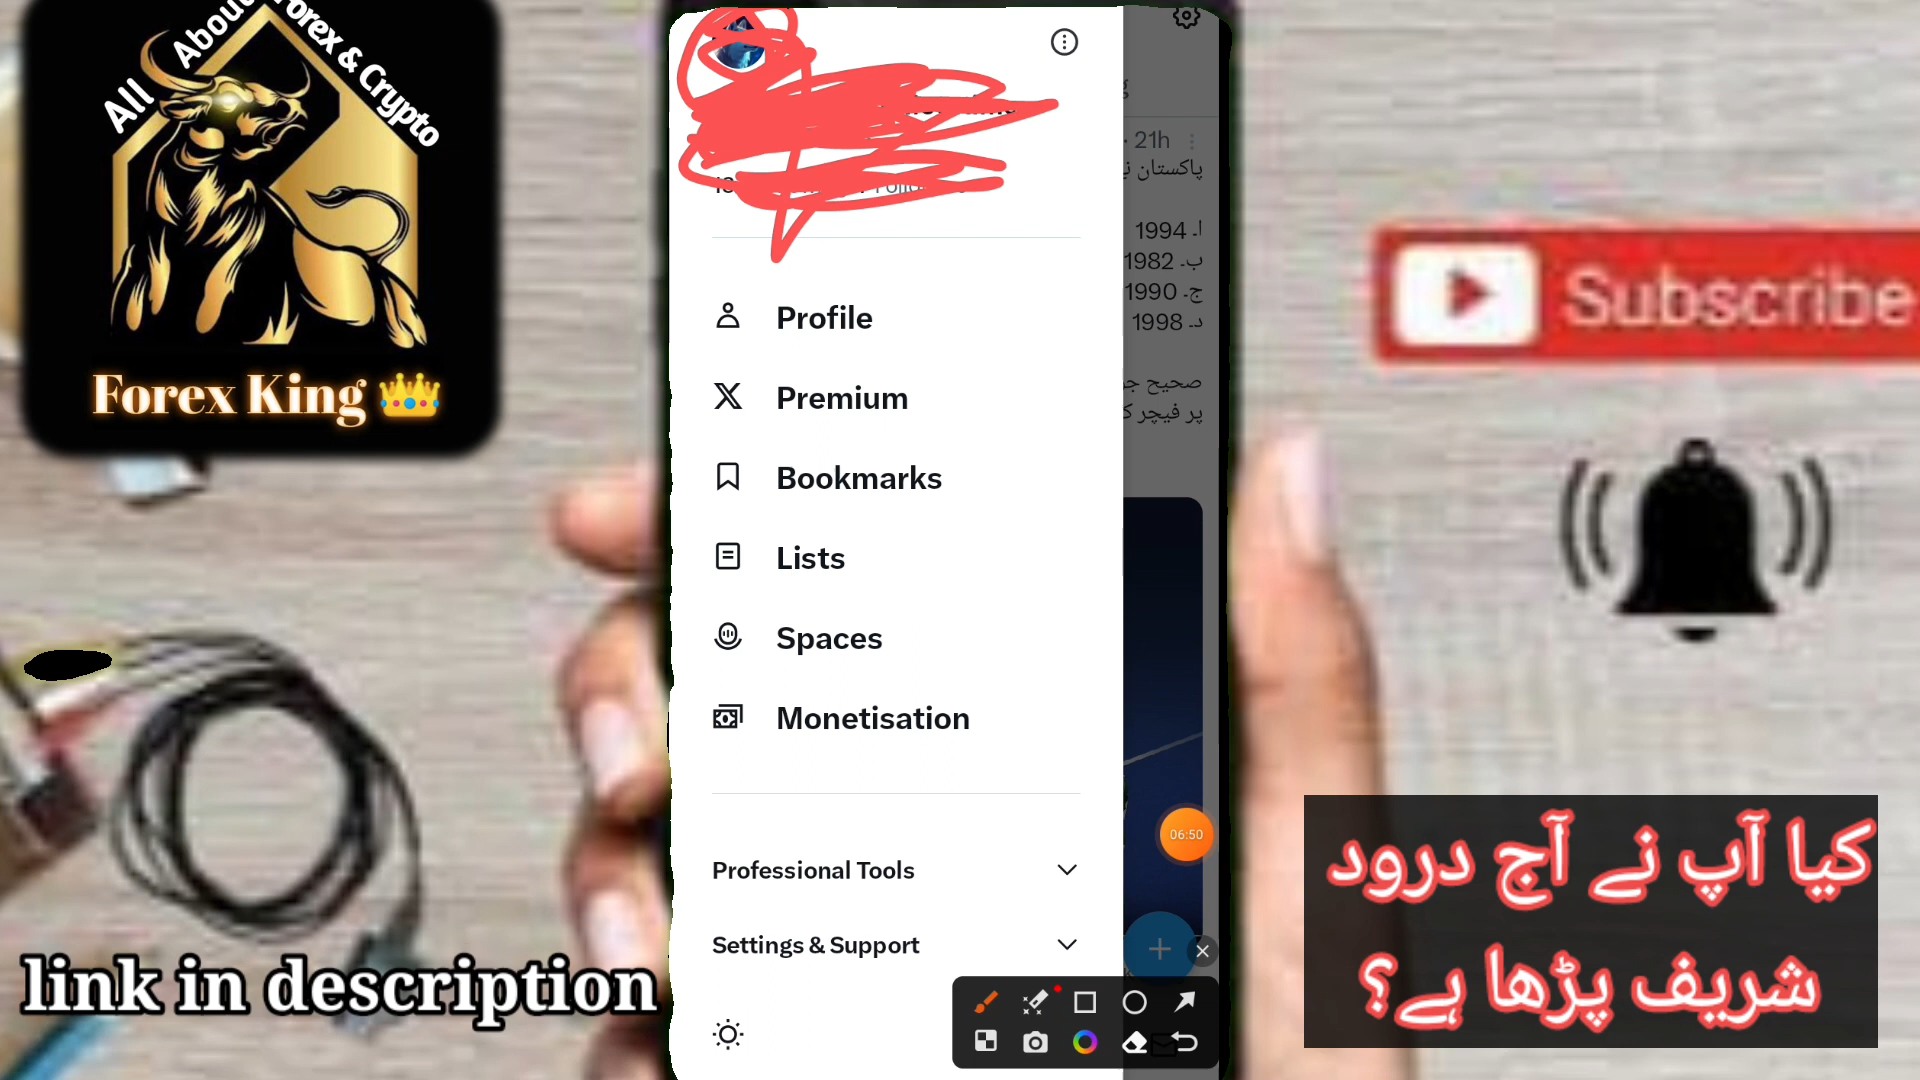 All About Forex & Crypto
Forex King
Profile
Premium
Bookmarks
Lists
Spaces
Monetisation
Professional Tools
Settings & Support
21h
پاکستان
ا۔ 1994
ب۔ 1982
ج۔ 1990
د۔ 1998
صحیح
پر فیچر
06:50
Subscribe
link in description
کیا آپ نے آج درود
شریف پڑھا ہے؟